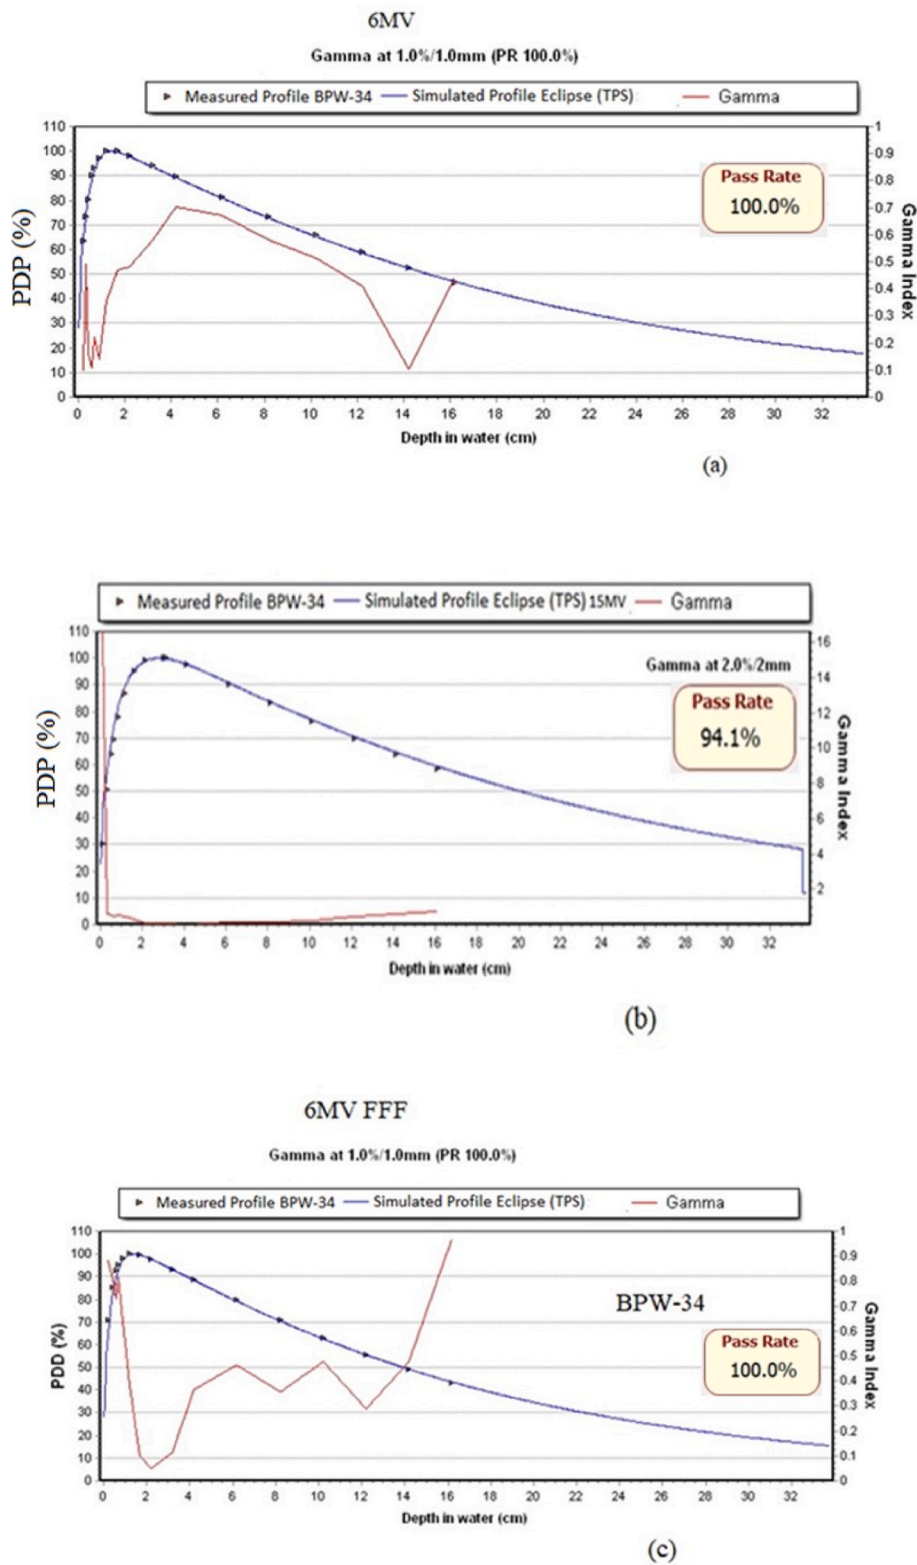 6MV
Gamma at 1.0%/1.0mm (PR 100.0%)
Measured Profile BPW-34 Simulated Profile Eclipse (TPS) Gamma
110
100
90
80
70
60
50
40
30
20
10
0
PDP (%)
Pass Rate
100.0%
1
0.9
0.8
0.7
0.6
0.5
0.4
0.3
0.2
0.1
0
Gamma Index
0 2 4 6 8 10 12 14 16 18 20 22 24 26 28 30 32
Depth in water (cm)
(a)
Measured Profile BPW-34 Simulated Profile Eclipse (TPS) 15MV Gamma
110
100
90
80
70
60
50
40
30
20
10
0
PDP (%)
Gamma at 2.0%/2mm
Pass Rate
94.1%
16
14
12
10
8
6
4
2
Gamma Index
0 2 4 6 8 10 12 14 16 18 20 22 24 26 28 30 32
Depth in water (cm)
(b)
6MV FFF
Gamma at 1.0%/1.0mm (PR 100.0%)
Measured Profile BPW-34 Simulated Profile Eclipse (TPS) Gamma
110
100
90
80
70
60
50
40
30
20
10
0
PDD (%)
BPW-34
Pass Rate
100.0%
1
0.9
0.8
0.7
0.6
0.5
0.4
0.3
0.2
0.1
0
Gamma Index
0 2 4 6 8 10 12 14 16 18 20 22 24 26 28 30 32
Depth in water (cm)
(c)